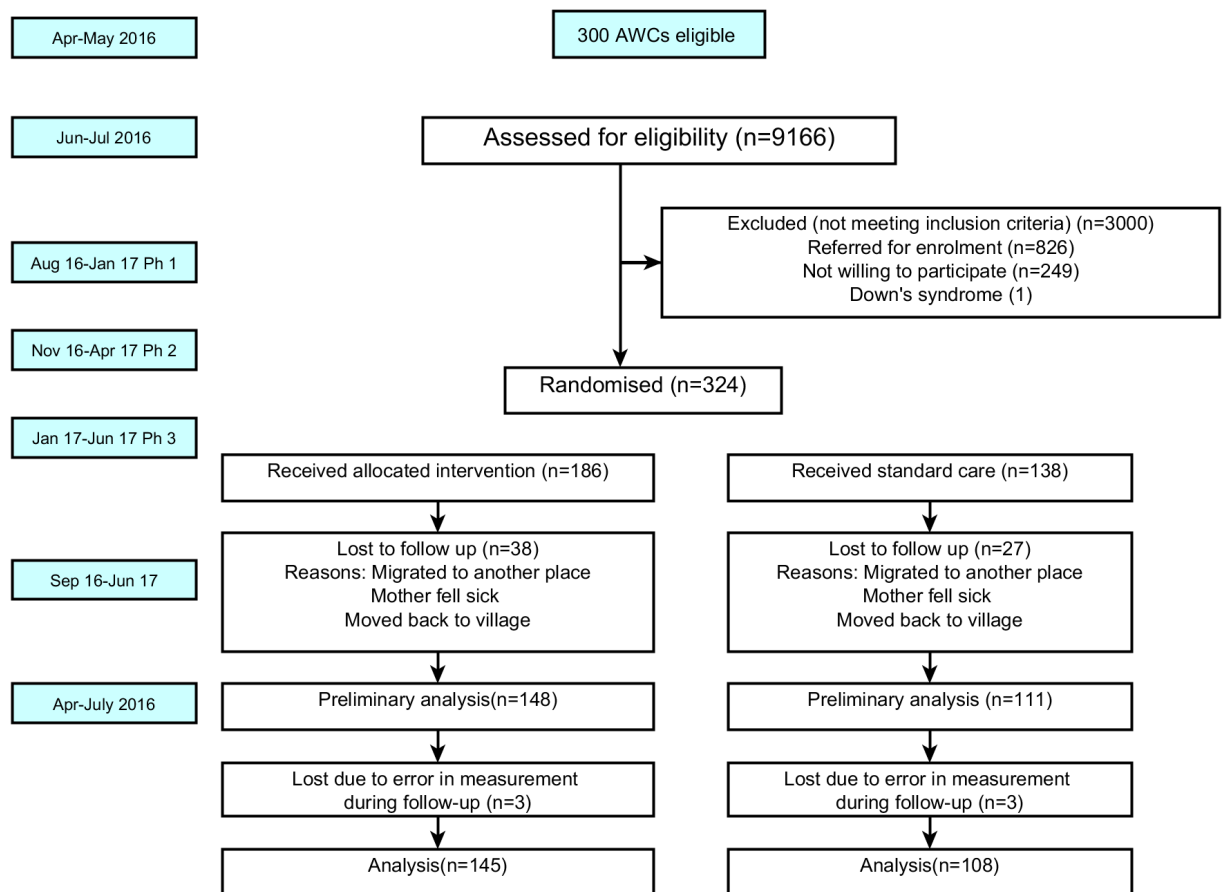 Apr-May 2016
300 AWCs eligible
Jun-Jul 2016
Assessed for eligibility (n=9166)
Excluded (not meeting inclusion criteria) (n=3000)
Referred for enrolment (n=826)
Not willing to participate (n=249)
Down's syndrome (1)
Aug 16-Jan 17 Ph 1
Nov 16-Apr 17 Ph 2
Randomised (n=324)
Jan 17-Jun 17 Ph 3
Received allocated intervention (n=186)
Received standard care (n=138)
Sep 16-Jun 17
Lost to follow up (n=38)
Reasons: Migrated to another place
Mother fell sick
Moved back to village
Lost to follow up (n=27)
Reasons: Migrated to another place
Mother fell sick
Moved back to village
Apr-July 2016
Preliminary analysis(n=148)
Preliminary analysis (n=111)
Lost due to error in measurement
during follow-up (n=3)
Lost due to error in measurement
during follow-up (n=3)
Analysis(n=145)
Analysis(n=108)